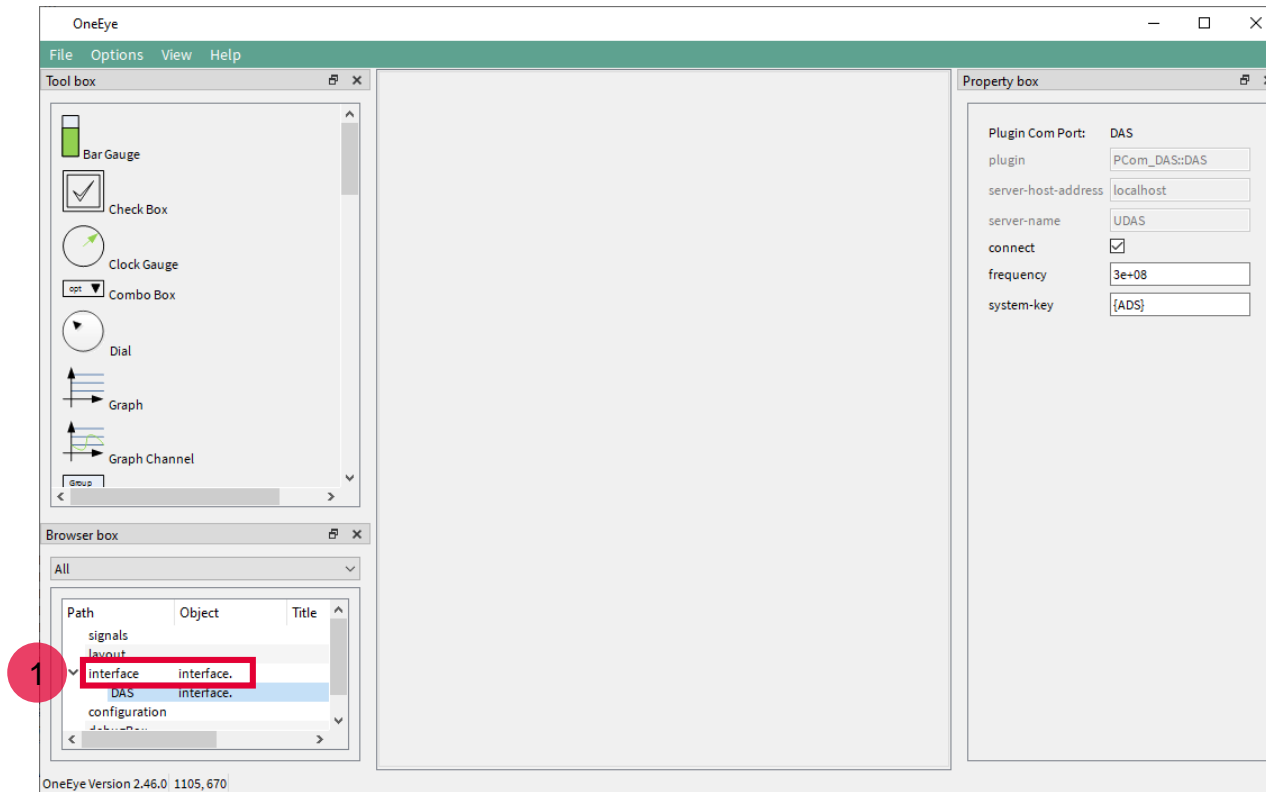 OneEye
File Options View Help
Tool box
Bar Gauge
Check Box
Clock Gauge
opt
Combo Box
Dial
Graph
Graph Channel
Group
Browser box
All
Path Object Title
signals
layout
1
interface interface.
DAS interface.
configuration
debugBox
OneEye Version 2.46.0 1105, 670
Property box
Plugin Com Port: DAS
plugin PCom_DAS::DAS
server-host-address localhost
server-name UDAS
connect
frequency 3e+08
system-key {ADS}